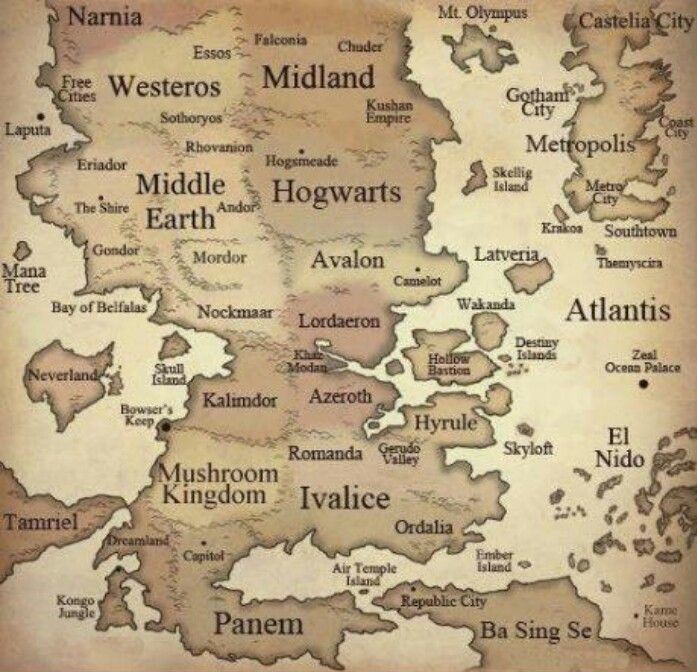 Narnia
Mt. Olympus
Castelia City
Essos
Falconia
Chuder
Free
Cities
Westeros
Midland
Gotham
City
Laputa
Sothoryos
Kushan
Empire
Coast
City
Rhovanion
Hogsmeade
Metropolis
Eriador
Middle
Earth
Hogwarts
Skellig
Island
Metro
City
The Shire
Andor
Krakoa
Southtown
Gondor
Mordor
Avalon
Latveria
Themyscira
Mana
Tree
Camelot
Bay of Belfalas
Nockmaar
Lordaeron
Wakanda
Atlantis
Neverland
Skull
Island
Khaz
Modan
Hollow
Bastion
Destiny
Islands
Zeal
Ocean Palace
Bowser's
Keep
Kalimdor
Azeroth
Hyrule
Romanda
Gerudo
Valley
Skyloft
El
Nido
Mushroom
Kingdom
Ivalice
Tamriel
Ordalia
Dreamland
Capitol
Air Temple
Island
Ember
Island
Kongo
Jungle
Republic City
Kame
House
Panem
Ba Sing Se